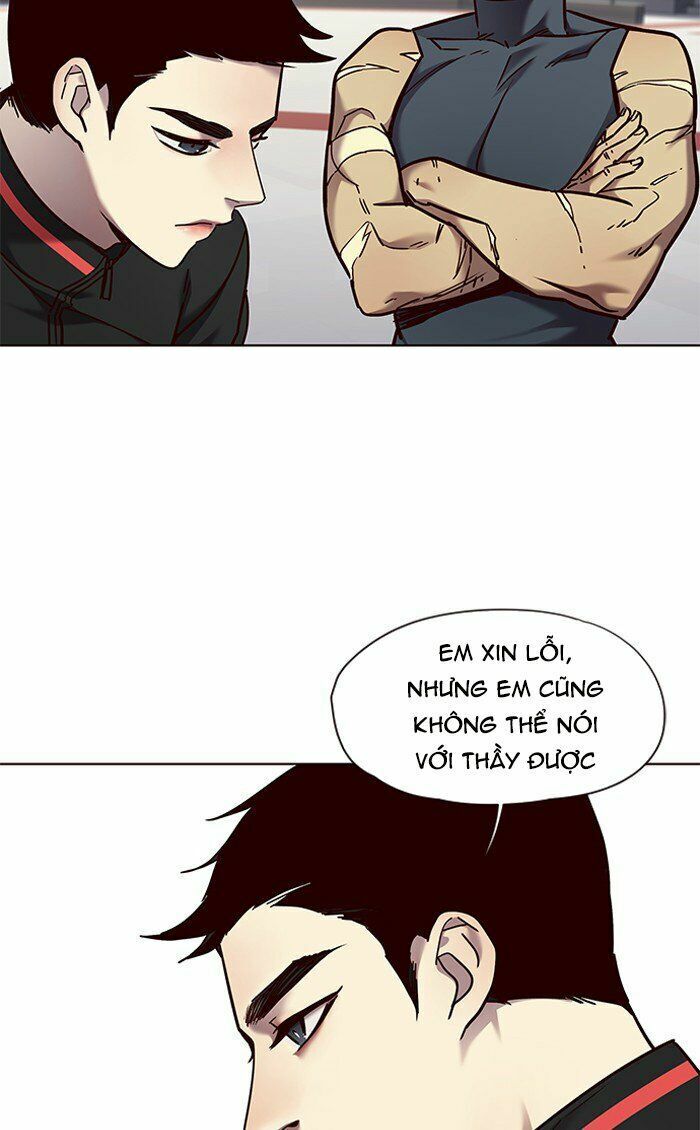 EM XIN LỖI,
NHƯNG EM CŨNG
KHÔNG THỂ NÓI
VỚI THẦY ĐƯỢC